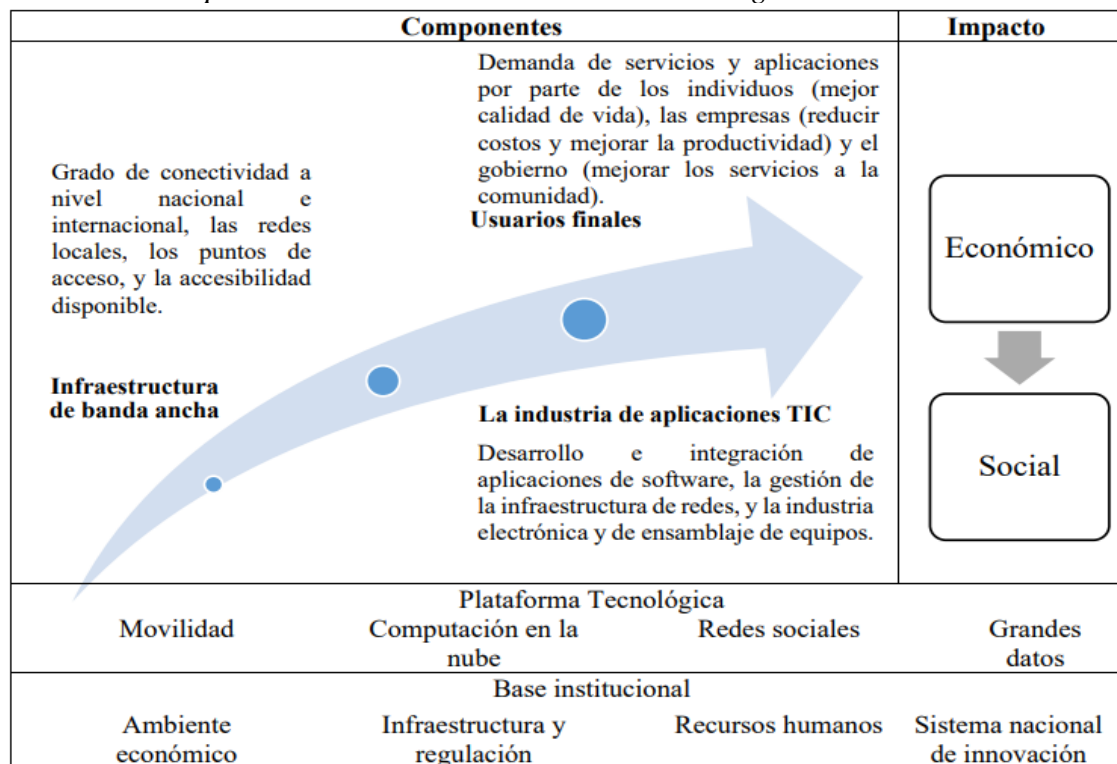 Componentes
Impacto
Demanda de servicios y aplicaciones
por parte de los individuos (mejor
calidad de vida), las empresas (reducir
costos y mejorar la productividad) y el
gobierno (mejorar los servicios a la
comunidad).
Usuarios finales
Grado de conectividad a
nivel nacional e
internacional, las redes
locales, los puntos de
acceso, y la accesibilidad
disponible.
Infraestructura
de banda ancha
La industria de aplicaciones TIC
Desarrollo e integración de
aplicaciones de software, la gestión de
la infraestructura de redes, y la industria
electrónica y de ensamblaje de equipos.
Económico
Social
Plataforma Tecnológica
Movilidad
Computación en la
nube
Redes sociales
Grandes
datos
Base institucional
Ambiente
económico
Infraestructura y
regulación
Recursos humanos
Sistema nacional
de innovación